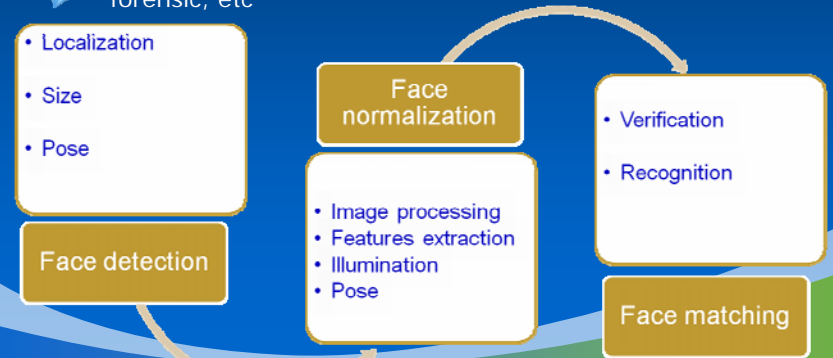 forensic, etc
• Localization
• Size
• Pose
Face detection
Face
normalization
• Image processing
• Features extraction
• Illumination
• Pose
• Verification
• Recognition
Face matching